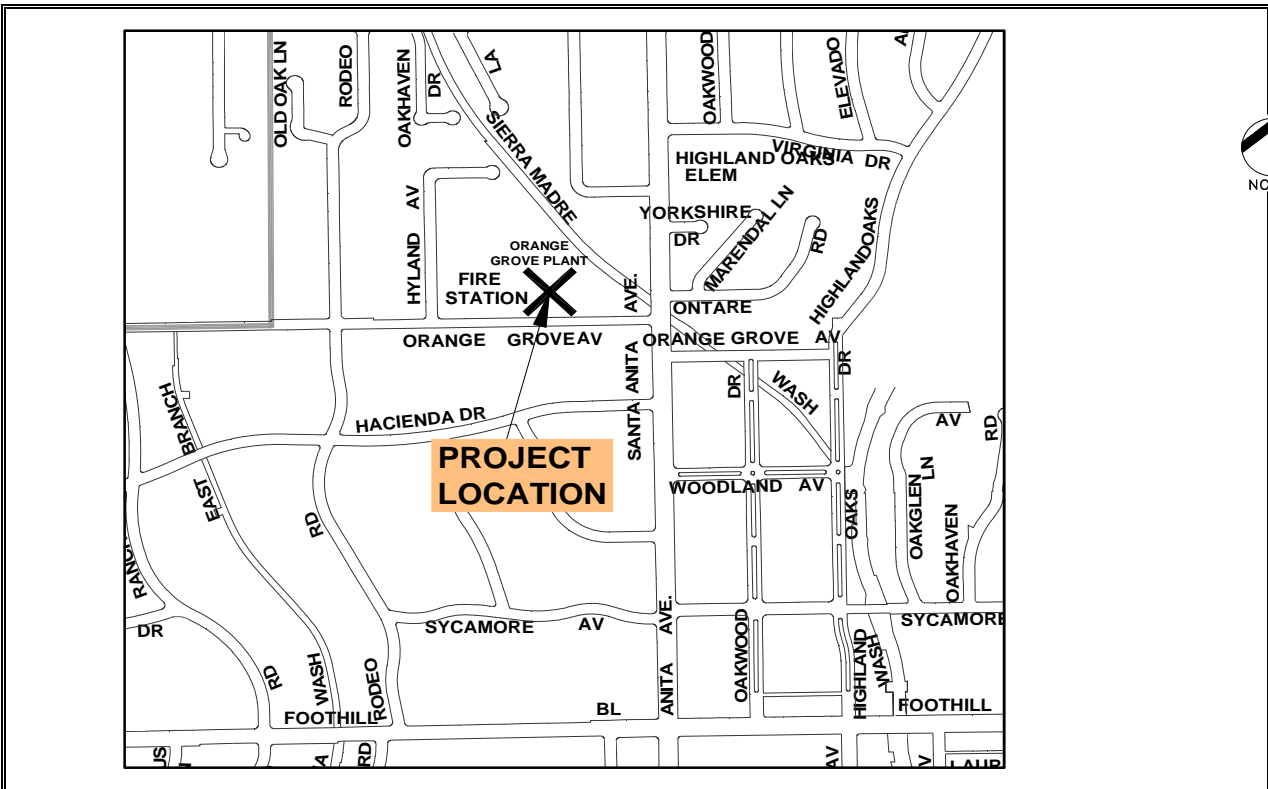 OLD OAK LN
RODEO
OAKHAVEN
DR
LA
OAKWOOD
ELEVADO
SIERRA MADRE
VIRGINIA DR
HIGHLAND OAKS
ELEM
HYLAND AV
YORKSHIRE
DR
MARENDAL LN
RD
HIGHLANDOAKS
DR
ORANGE
GROVE PLANT
FIRE
STATION
AVE.
ONTARE
ORANGE GROVE AV
ORANGE GROVE AV
SANTA ANITA
DR
WASH
HACIENDA DR
BRANCH
EAST
WASH
PROJECT
LOCATION
WOODLAND AV
OAKS
AV
OAKGLEN
LN
OAKHAVEN
RD
RD
DR
RD
SYCAMORE AV
AVE.
ANITA
OAKWOOD
HIGHLAND
WASH
SYCAMORE
RODEO
RD
FOOTHILL
BL
FOOTHILL
AV
NO